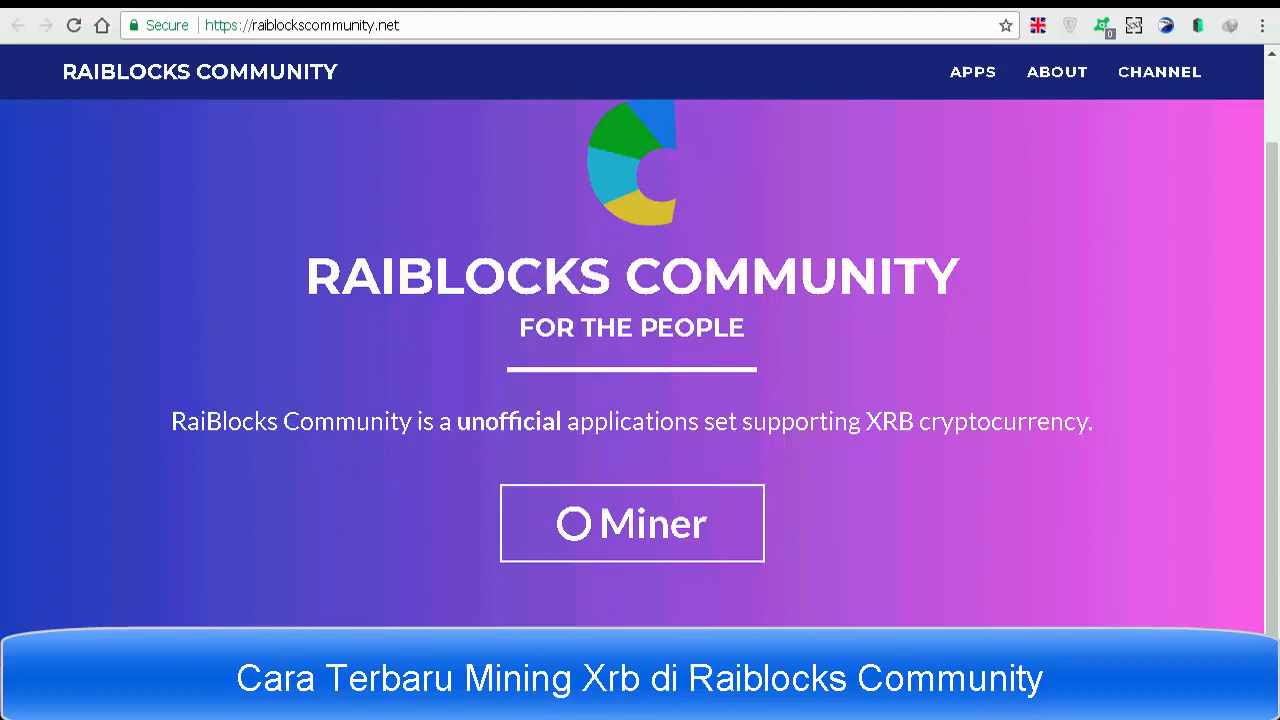 Secure https://raiblockscommunity.net
0
RAIBLOCKS COMMUNITY APPS ABOUT CHANNEL
RAIBLOCKS COMMUNITY
FOR THE PEOPLE
RaiBlocks Community is a unofficial applications set supporting XRB cryptocurrency.
Miner
Cara Terbaru Mining Xrb di Raiblocks Community